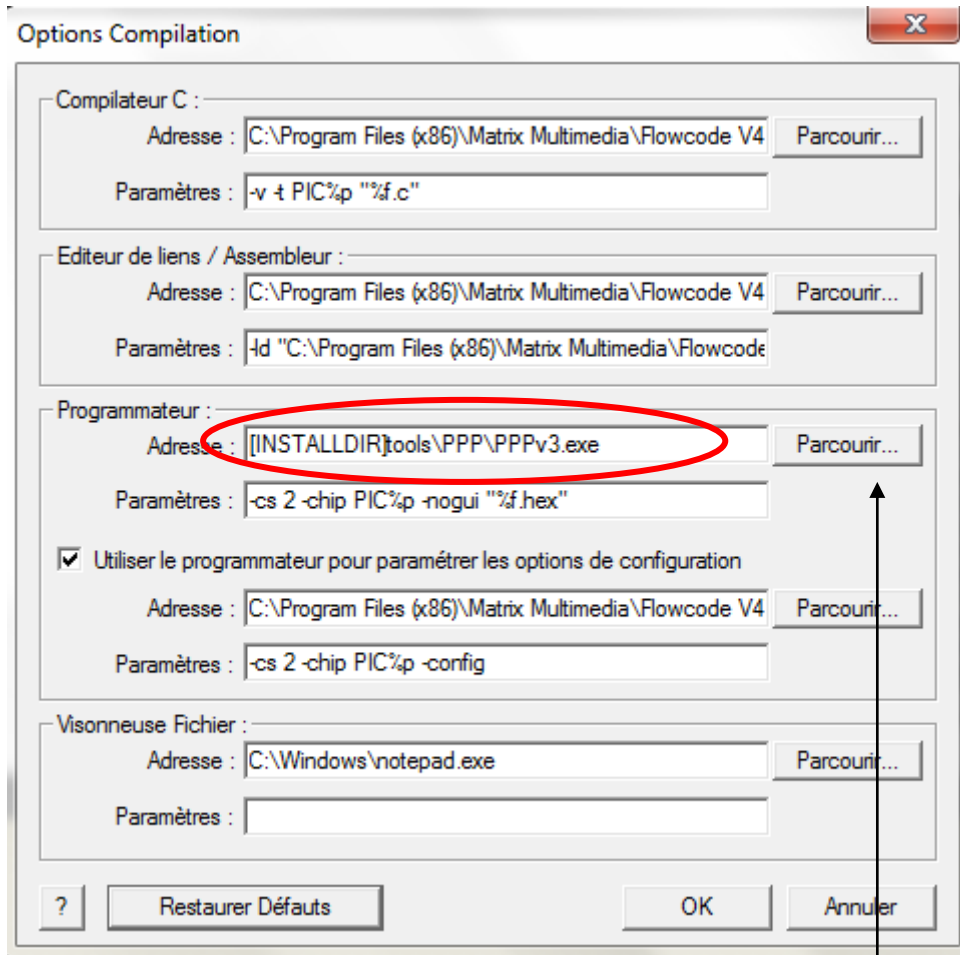 Options Compilation
Compilateur C :
Adresse : C:\Program Files (x86)\Matrix Multimedia\Flowcode V4 Parcourir...
Paramètres : -v -t PIC%p "%f.c"
Editeur de liens / Assembleur :
Adresse : C:\Program Files (x86)\Matrix Multimedia\Flowcode V4 Parcourir...
Paramètres : -ld "C:\Program Files (x86)\Matrix Multimedia\Flowcode
Programmateur :
Adresse : [INSTALLDIR]tools\PPP\PPPv3.exe Parcourir...
Paramètres : -cs 2 -chip PIC%p -nogui "%f.hex"
Utiliser le programmateur pour paramétrer les options de configuration
Adresse : C:\Program Files (x86)\Matrix Multimedia\Flowcode V4 Parcourir...
Paramètres : -cs 2 -chip PIC%p -config
Visonneuse Fichier :
Adresse : C:\Windows\notepad.exe Parcourir...
Paramètres :
? Restaurer Défauts OK Annuler